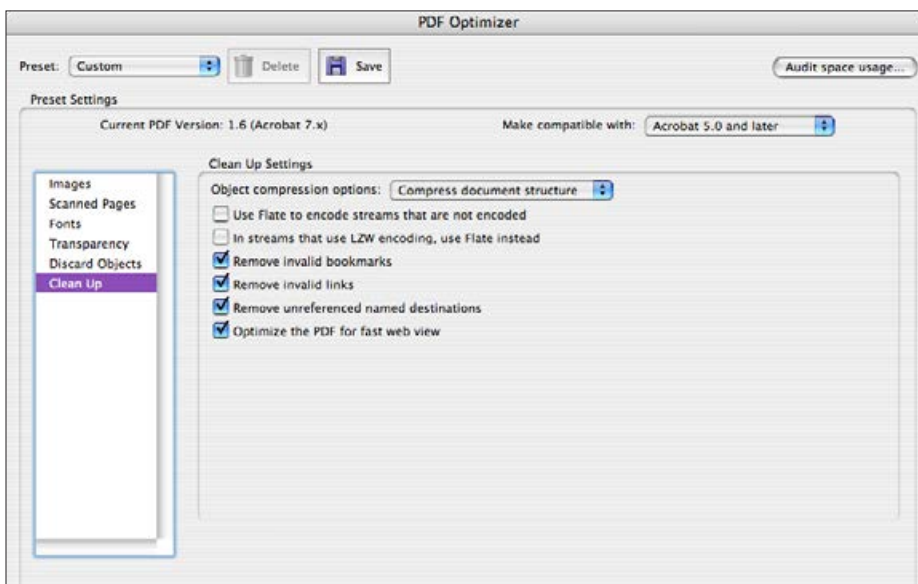 PDF Optimizer
Preset: Custom Delete Save Audit space usage...
Preset Settings
Current PDF Version: 1.6 (Acrobat 7.x) Make compatible with: Acrobat 5.0 and later
Images
Scanned Pages
Fonts
Transparency
Discard Objects
Clean Up
Clean Up Settings
Object compression options: Compress document structure
Use Flate to encode streams that are not encoded
In streams that use LZW encoding, use Flate instead
Remove invalid bookmarks
Remove invalid links
Remove unreferenced named destinations
Optimize the PDF for fast web view